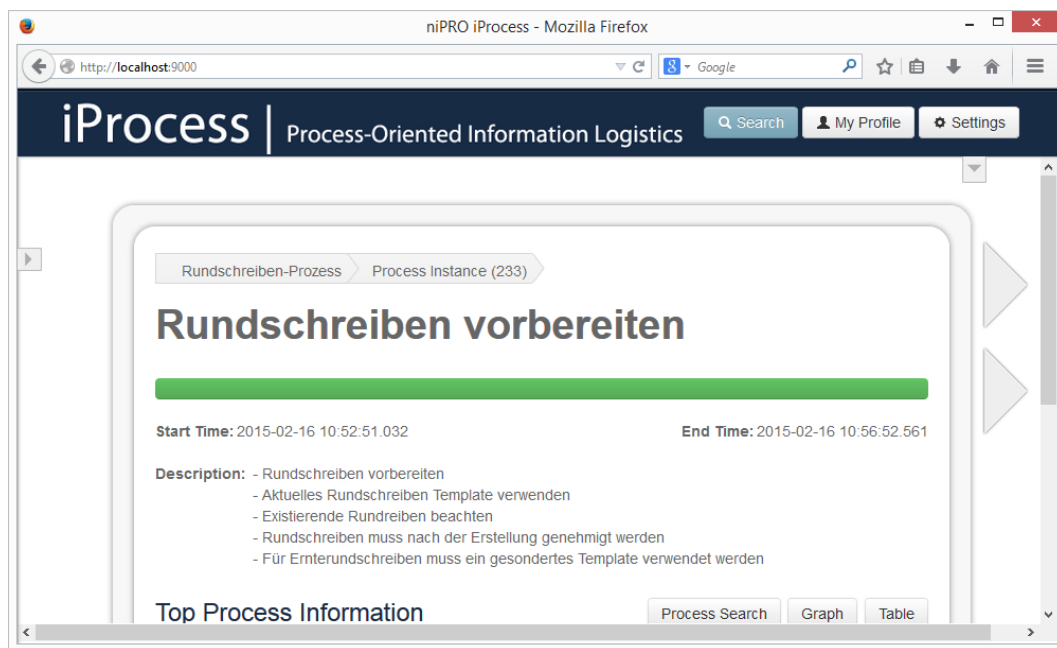 niPRO iProcess - Mozilla Firefox
http://localhost:9000
8 Google
iProcess | Process-Oriented Information Logistics Search My Profile Settings
Rundschreiben-Prozess Process Instance (233)
Rundschreiben vorbereiten
Start Time: 2015-02-16 10:52:51.032 End Time: 2015-02-16 10:56:52.561
Description: - Rundschreiben vorbereiten
- Aktuelles Rundschreiben Template verwenden
- Existierende Rundreiben beachten
- Rundschreiben muss nach der Erstellung genehmigt werden
- Für Ernterundschreiben muss ein gesondertes Template verwendet werden
Top Process Information Process Search Graph Table